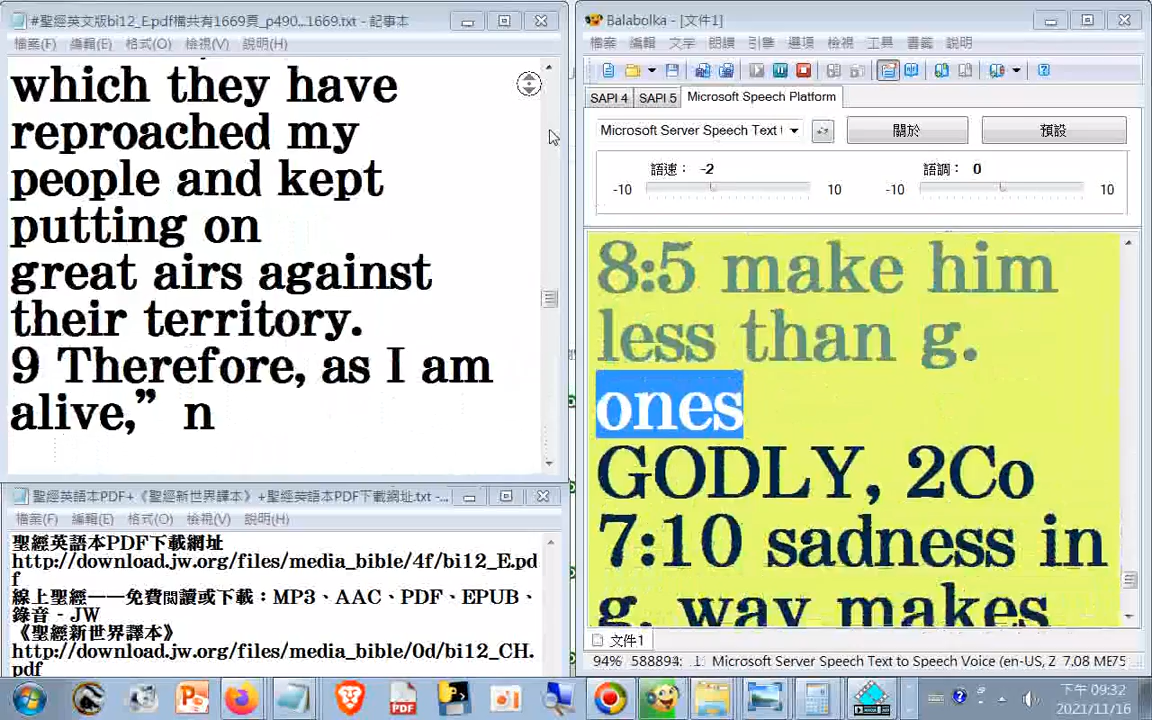 #聖經英文版bi12_E.pdf檔共有1669頁_p490...1669.txt - 記事本
檔案(F) 編輯(E) 格式(O) 檢視(V) 說明(H)
which they have
reproached my
people and kept
putting on
great airs against
their territory.
9 Therefore, as I am
alive,” n
聖經英語本PDF+《聖經新世界譯本》+聖經英語本PDF下載網址.txt - ...
檔案(F) 編輯(E) 格式(O) 檢視(V) 說明(H)
聖經英語本PDF下載網址
http://download.jw.org/files/media_bible/4f/bi12_E.pd
f
線上聖經——免費閱讀或下載：MP3、AAC、PDF、EPUB、
錄音 - JW
《聖經新世界譯本》
http://download.jw.org/files/media_bible/0d/bi12_CH.
pdf
Balabolka - [文件1]
檔案 編輯 文字 朗讀 引擎 選項 檢視 工具 書籤 說明
SAPI 4 SAPI 5 Microsoft Speech Platform
Microsoft Server Speech Text 關於 預設
語速： -2 語調： 0
-10 10 -10 10
8:5 make him
less than g.
ones
GODLY, 2Co
7:10 sadness in
g. way makes
文件1
94% 588894: 1 Microsoft Server Speech Text to Speech Voice (en-US, Z 7.08 ME75
PDF
下午 09:32
2021/11/16